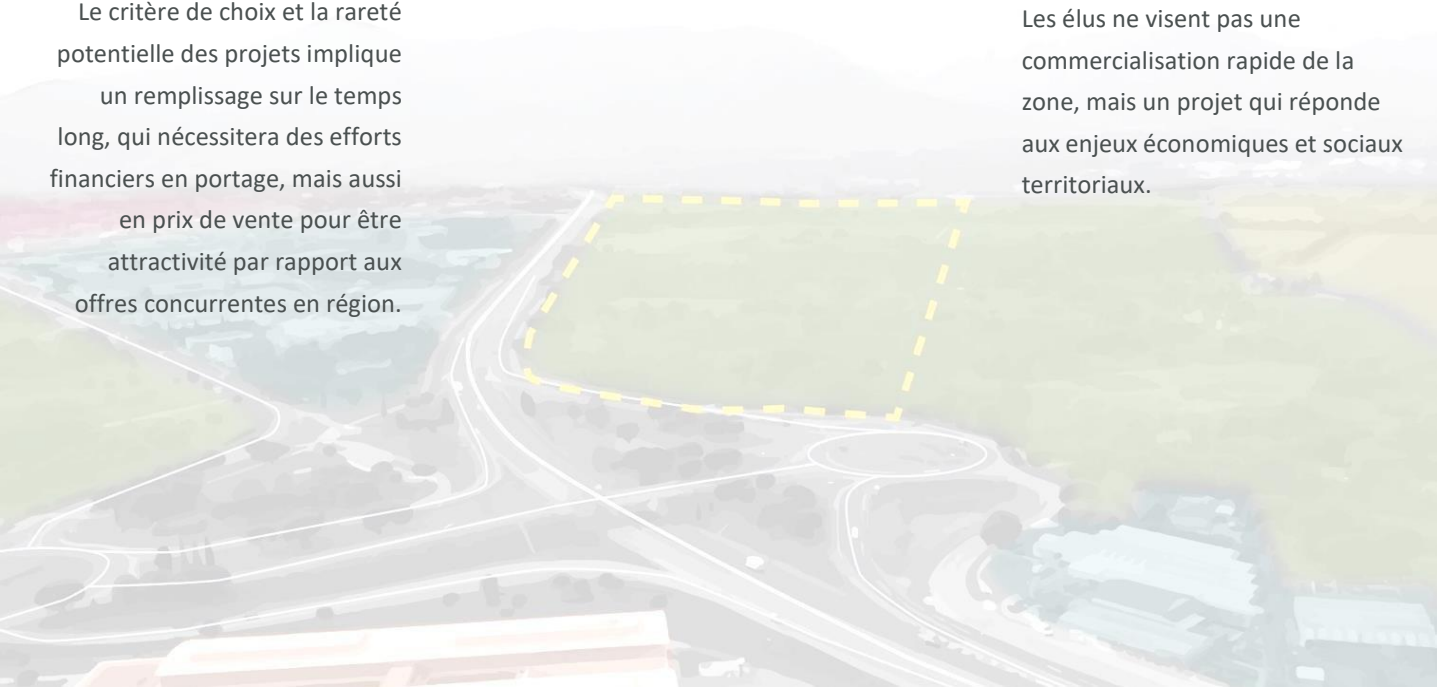 Le critère de choix et la rareté
potentielle des projets implique
un remplissage sur le temps
long, qui nécessitera des efforts
financiers en portage, mais aussi
en prix de vente pour être
attractivité par rapport aux
offres concurrentes en région.
Les élus ne visent pas une
commercialisation rapide de la
zone, mais un projet qui réponde
aux enjeux économiques et sociaux
territoriaux.